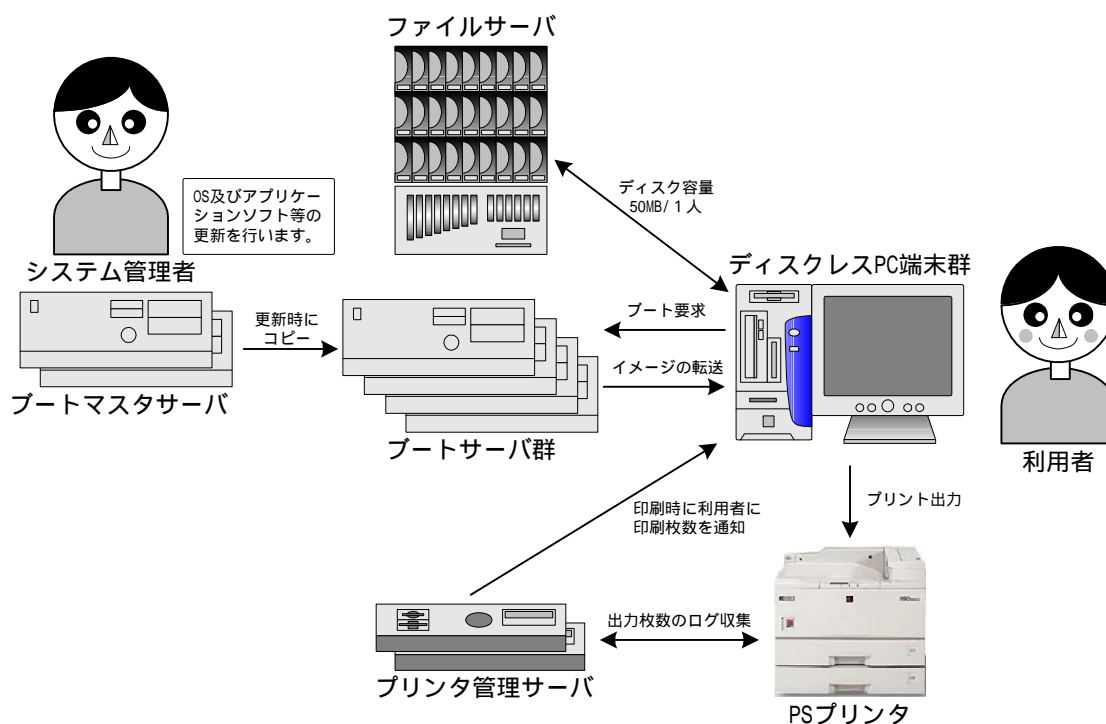 ファイルサーバ
OS及びアプリケー
ションソフト等の
更新を行います。
システム管理者
ディスク容量
50MB/１人
ディスクレスPC端末群
更新時に
コピー
ブート要求
イメージの転送
ブートマスタサーバ
ブートサーバ群
利用者
印刷時に利用者に
印刷枚数を通知
プリント出力
出力枚数のログ収集
プリンタ管理サーバ
PSプリンタ